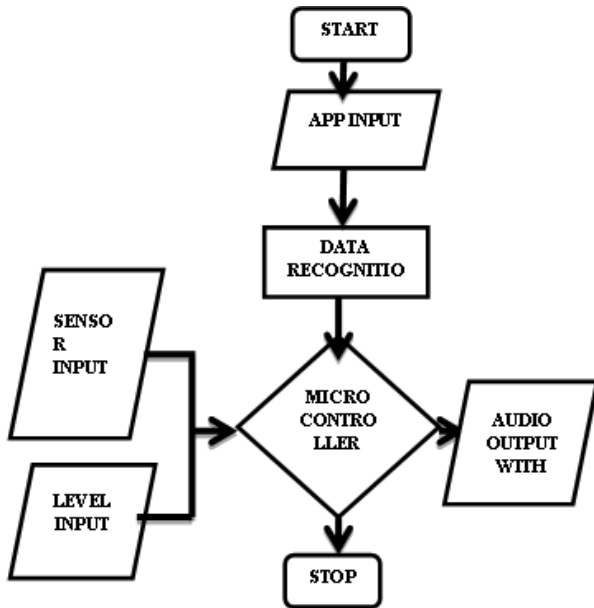 START
APP INPUT
DATA
RECOGNITIO
SENSO
R
INPUT
MICRO
CONTRO
LLER
AUDIO
OUTPUT
WITH
LEVEL
INPUT
STOP